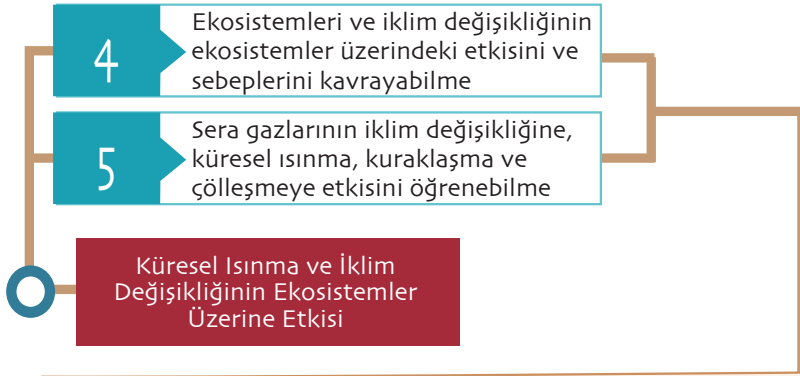 4
Ekosistemleri ve iklim değişikliğinin
ekosistemler üzerindeki etkisini ve
sebeplerini kavrayabilme
5
Sera gazlarının iklim değişikliğine,
küresel ısınma, kuraklaşma ve
çölleşmeye etkisini öğrenebilme
Küresel Isınma ve İklim
Değişikliğinin Ekosistemler
Üzerine Etkisi